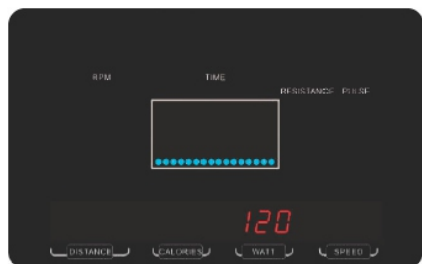 RPM TIME
RESISTANCE PULSE
120
DISTANCE CALORIES WATT SPEED